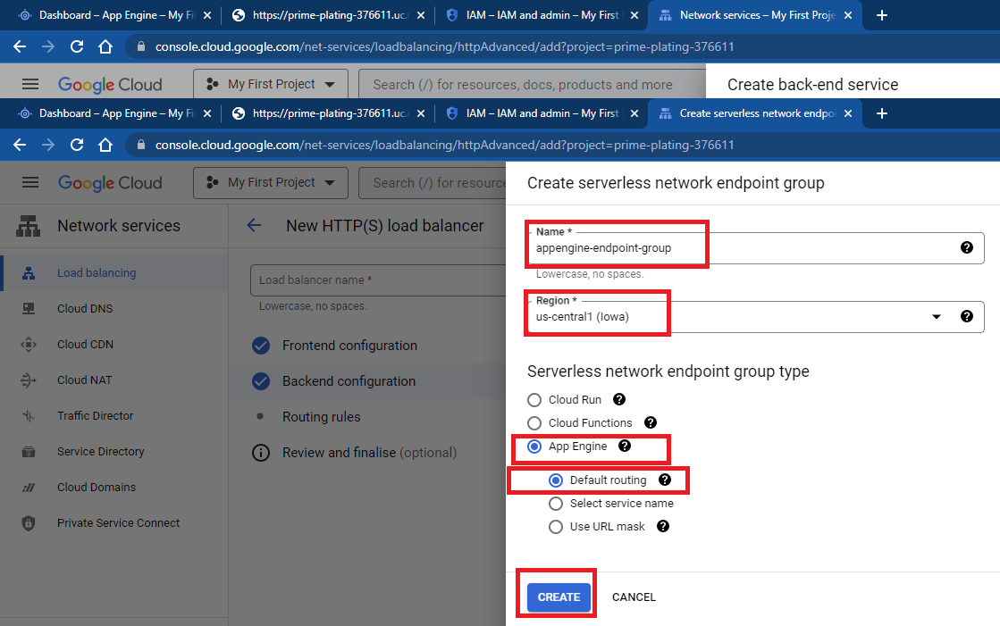 Dashboard – App Engine – My Fi
https://prime-plating-376611.uc.
IAM – IAM and admin – My First
Network services – My First Proje
console.cloud.google.com/net-services/loadbalancing/httpAdvanced/add?project=prime-plating-376611
Google Cloud
My First Project
Search (/) for resources, docs, products and more
Create back-end service
Dashboard – App Engine – My Fi
https://prime-plating-376611.uc.
IAM – IAM and admin – My First
Create serverless network endpoi
console.cloud.google.com/net-services/loadbalancing/httpAdvanced/add?project=prime-plating-376611
Google Cloud
My First Project
Search (/) for resource
Network services
Load balancing
Cloud DNS
Cloud CDN
Cloud NAT
Traffic Director
Service Directory
Cloud Domains
Private Service Connect
New HTTP(S) load balancer
Load balancer name *
Lowercase, no spaces.
Frontend configuration
Backend configuration
Routing rules
Review and finalise (optional)
Create serverless network endpoint group
Name *
appengine-endpoint-group
Lowercase, no spaces.
Region *
us-central1 (Iowa)
Serverless network endpoint group type
Cloud Run
Cloud Functions
App Engine
Default routing
Select service name
Use URL mask
CREATE
CANCEL